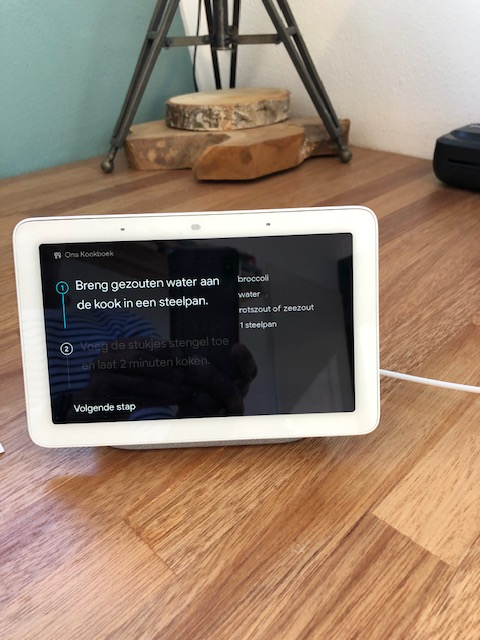 Ons Kookboek
1 Breng gezouten water aan
de kook in een steelpan.
2 Voeg de stukjes stengel toe
en laat 2 minuten koken.
Volgende stap
broccoli
water
rotszout of zeezout
1 steelpan